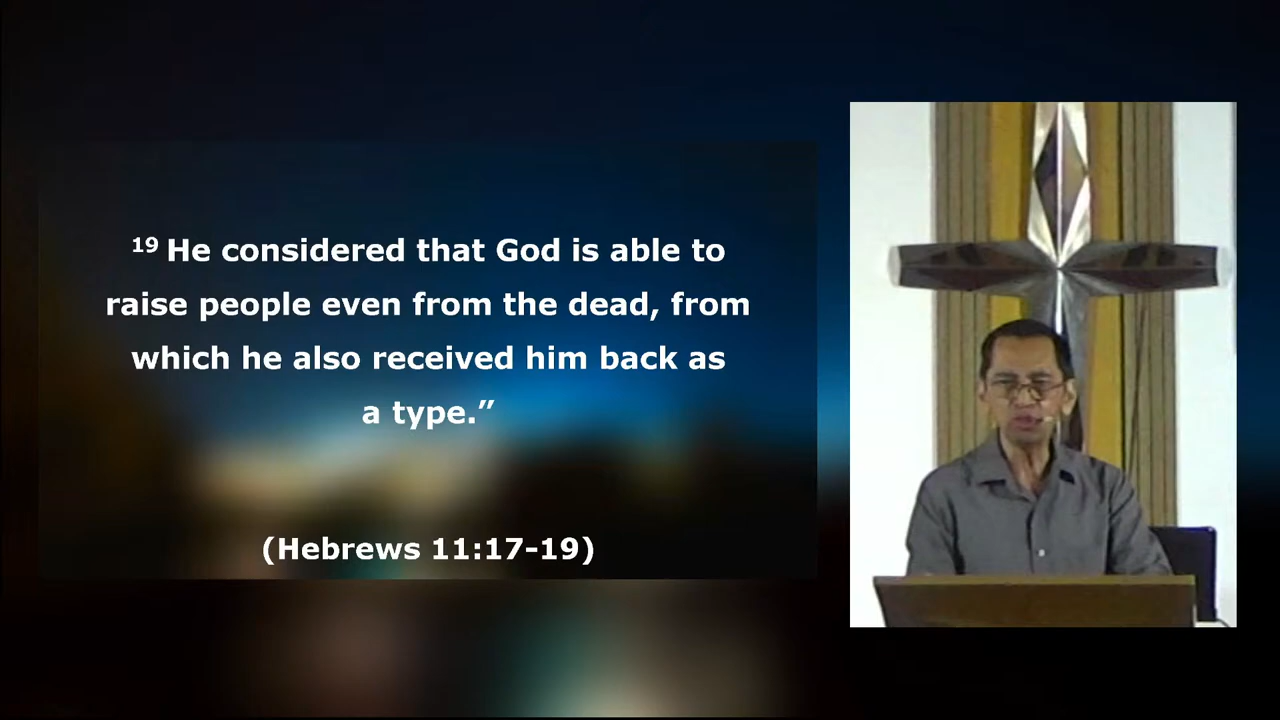 19 He considered that God is able to
raise people even from the dead, from
which he also received him back as
a type.”
(Hebrews 11:17-19)